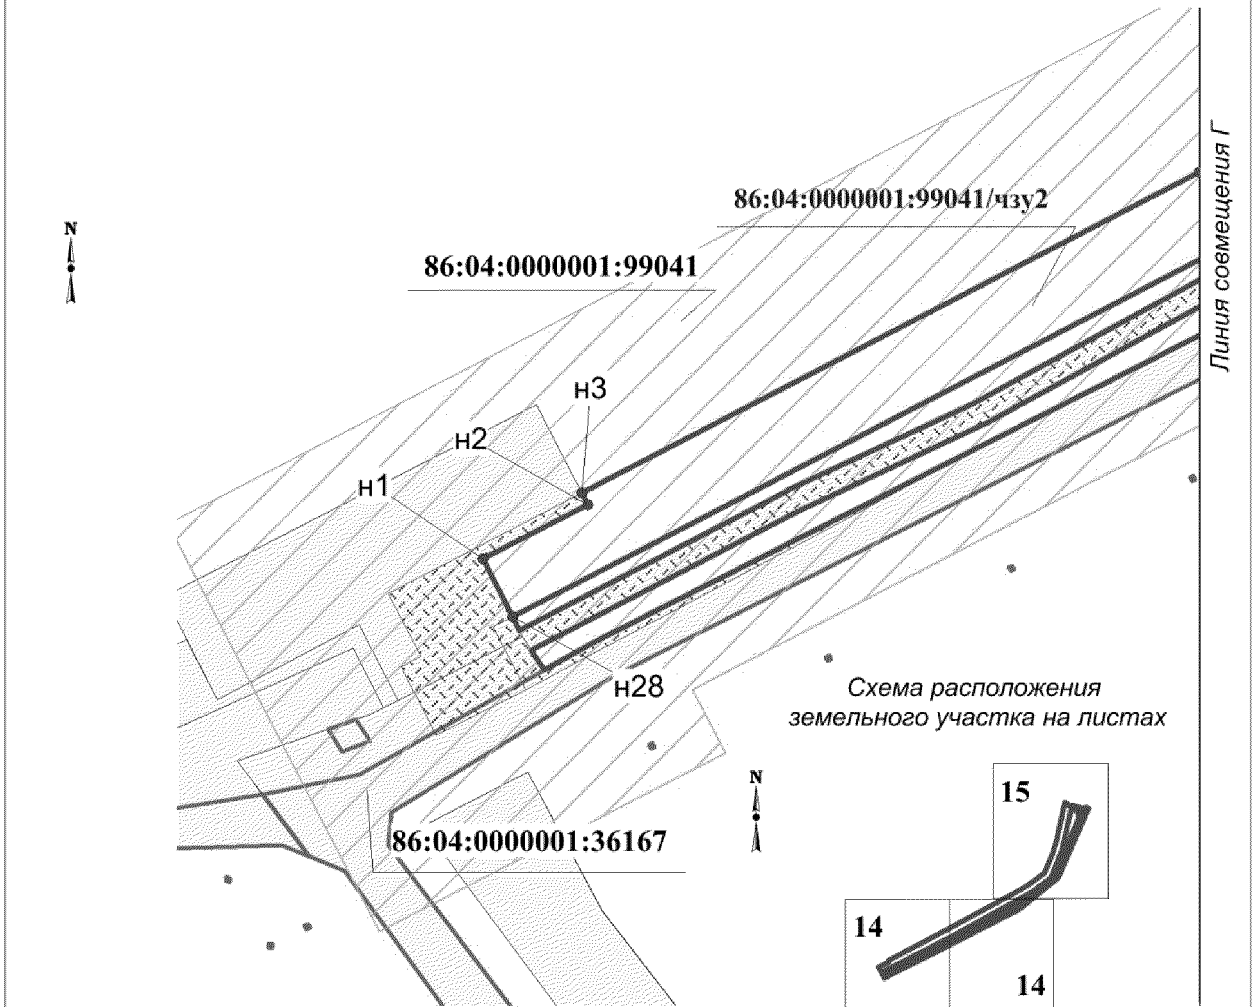 Линия совмещения Г
86:04:0000001:99041/чзу2
N
86:04:0000001:99041
н3
н2
н1
н28
Схема расположения
земельного участка на листах
N
15
86:04:0000001:36167
14
14